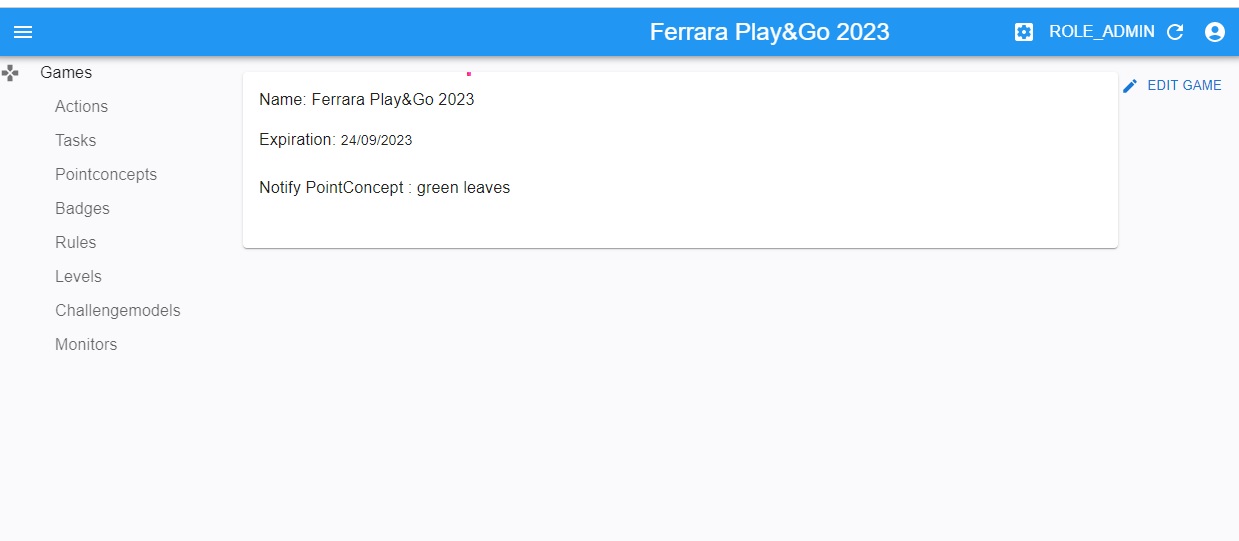 Ferrara Play&Go 2023
ROLE_ADMIN
Games
Actions
Tasks
Pointconcepts
Badges
Rules
Levels
Challengemodels
Monitors
Name: Ferrara Play&Go 2023
Expiration: 24/09/2023
Notify PointConcept : green leaves
EDIT GAME